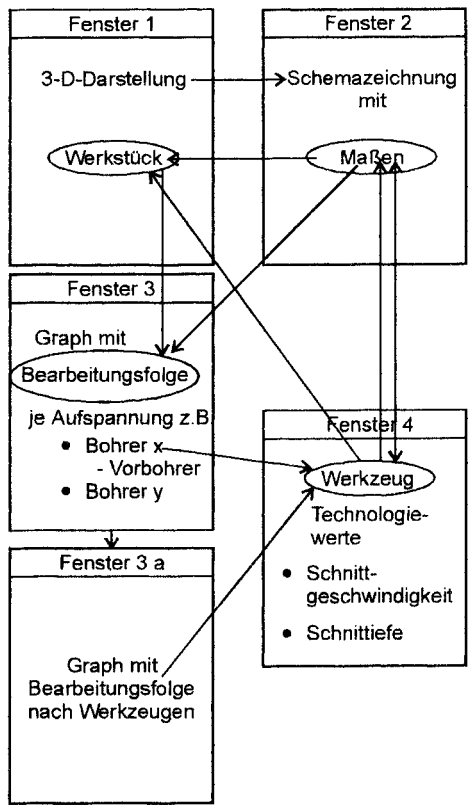 Fenster 1
3-D-Darstellung
Werkstück
Fenster 2
Schemazeichnung
mit
Maßen
Fenster 3
Graph mit
Bearbeitungsfolge
je Aufspannung z.B.
• Bohrer x
- Vorbohrer
• Bohrer y
Fenster 4
Werkzeug
Technologie-
werte
• Schnitt-
geschwindigkeit
• Schnittiefe
Fenster 3 a
Graph mit
Bearbeitungsfolge
nach Werkzeugen